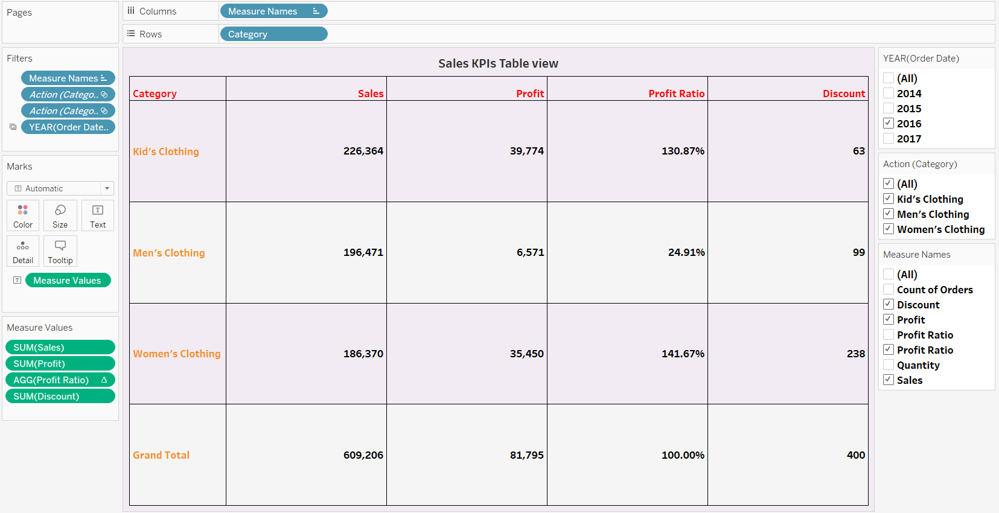 Pages
Columns
Measure Names
Rows
Category
Filters
Measure Names
Action (Catego..
Action (Catego..
YEAR(Order Date..
Marks
Automatic
Color Size Text
Detail Tooltip
Measure Values
Measure Values
SUM(Sales)
SUM(Profit)
AGG(Profit Ratio)
SUM(Discount)
Sales KPIs Table view
Category Sales Profit Profit Ratio Discount
Kid’s Clothing 226,364 39,774 130.87% 63
Men’s Clothing 196,471 6,571 24.91% 99
Women’s Clothing 186,370 35,450 141.67% 238
Grand Total 609,206 81,795 100.00% 400
YEAR(Order Date)
(All)
2014
2015
2016
2017
Action (Category)
(All)
Kid’s Clothing
Men’s Clothing
Women’s Clothing
Measure Names
(All)
Count of Orders
Discount
Profit
Profit Ratio
Profit Ratio
Quantity
Sales